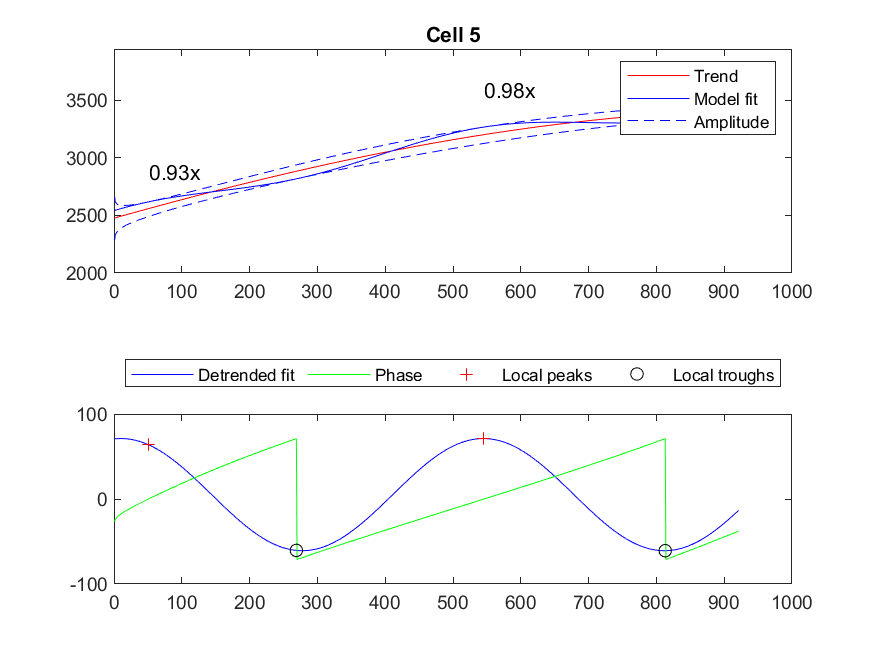 Cell 5
3500
3000
2500
2000
0.93x
0.98x
Trend
Model fit
Amplitude
0 100 200 300 400 500 600 700 800 900 1000
Detrended fit Phase Local peaks Local troughs
100
0
-100
0 100 200 300 400 500 600 700 800 900 1000